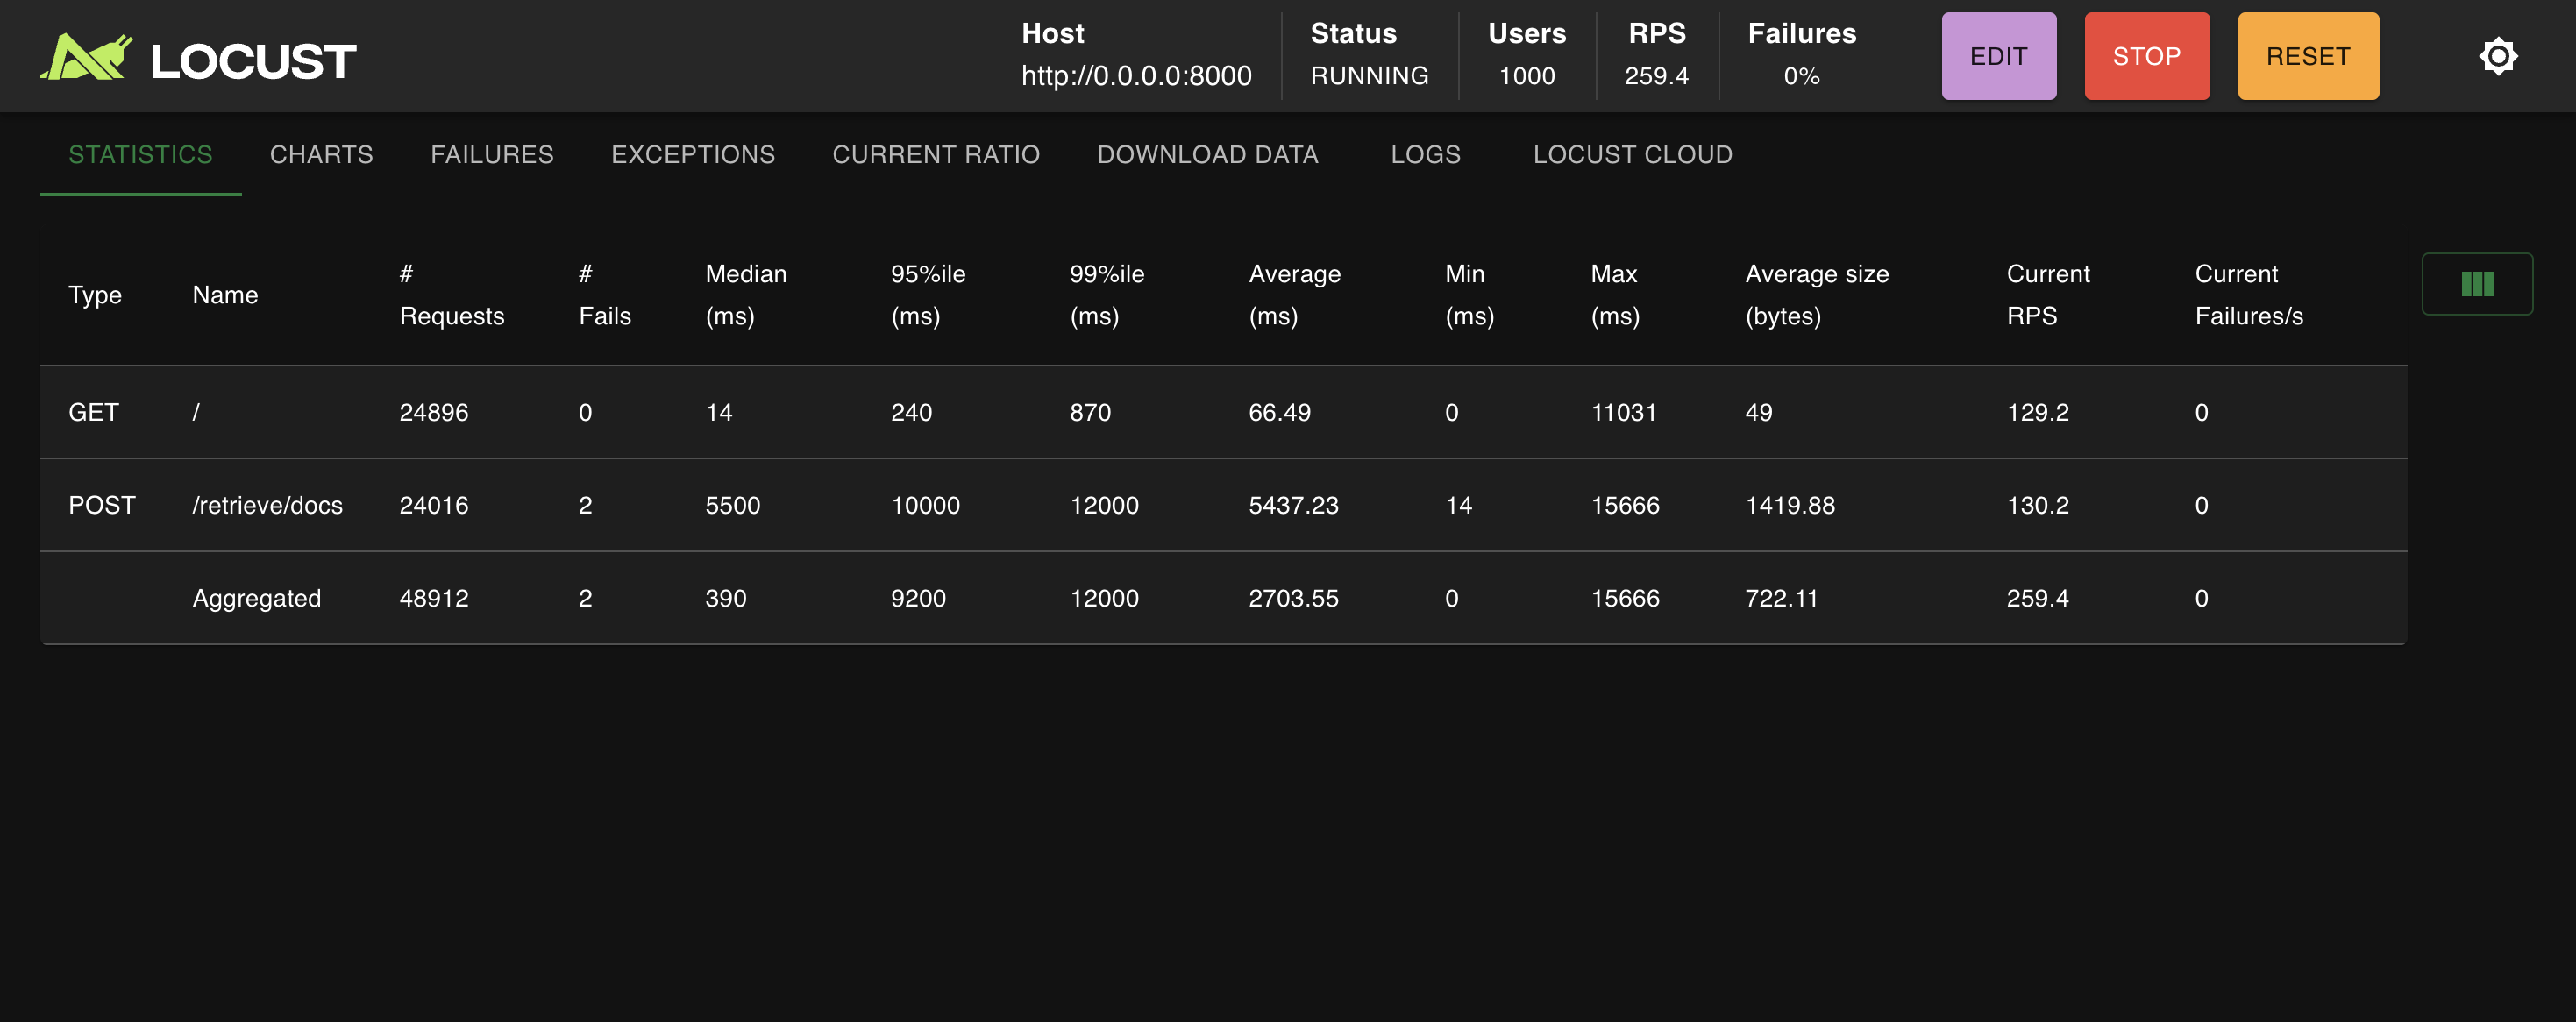 LOCUST
Host
http://0.0.0.0:8000
Status
RUNNING
Users
1000
RPS
259.4
Failures
0%
EDIT
STOP
RESET
STATISTICS CHARTS FAILURES EXCEPTIONS CURRENT RATIO DOWNLOAD DATA LOGS LOCUST CLOUD
Type Name # Requests # Fails Median (ms) 95%ile (ms) 99%ile (ms) Average (ms) Min (ms) Max (ms) Average size (bytes) Current RPS Current Failures/s
GET / 24896 0 14 240 870 66.49 0 11031 49 129.2 0
POST /retrieve/docs 24016 2 5500 10000 12000 5437.23 14 15666 1419.88 130.2 0
Aggregated 48912 2 390 9200 12000 2703.55 0 15666 722.11 259.4 0